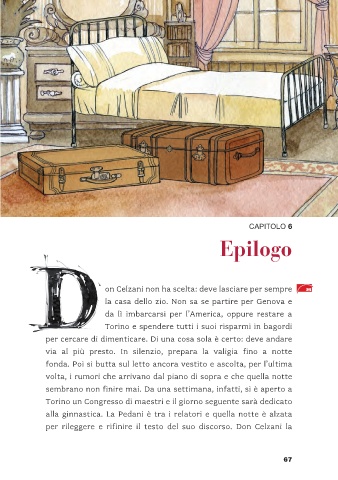 CAPITOLO 6
Epilogo
Don Celzani non ha scelta: deve lasciare per sempre
la casa dello zio. Non sa se partire per Genova e
da lì imbarcarsi per l'America, oppure restare a
Torino e spendere tutti i suoi risparmi in bagordi
per cercare di dimenticare. Di una cosa sola è certo: deve andare
via al più presto. In silenzio, prepara la valigia fino a notte
fonda. Poi si butta sul letto ancora vestito e ascolta, per l'ultima
volta, i rumori che arrivano dal piano di sopra e che quella notte
sembrano non finire mai. Da una settimana, infatti, si è aperto a
Torino un Congresso di maestri e il giorno seguente sarà dedicato
alla ginnastica. La Pedani è tra i relatori e quella notte è alzata
per rileggere e rifinire il testo del suo discorso. Don Celzani la
67